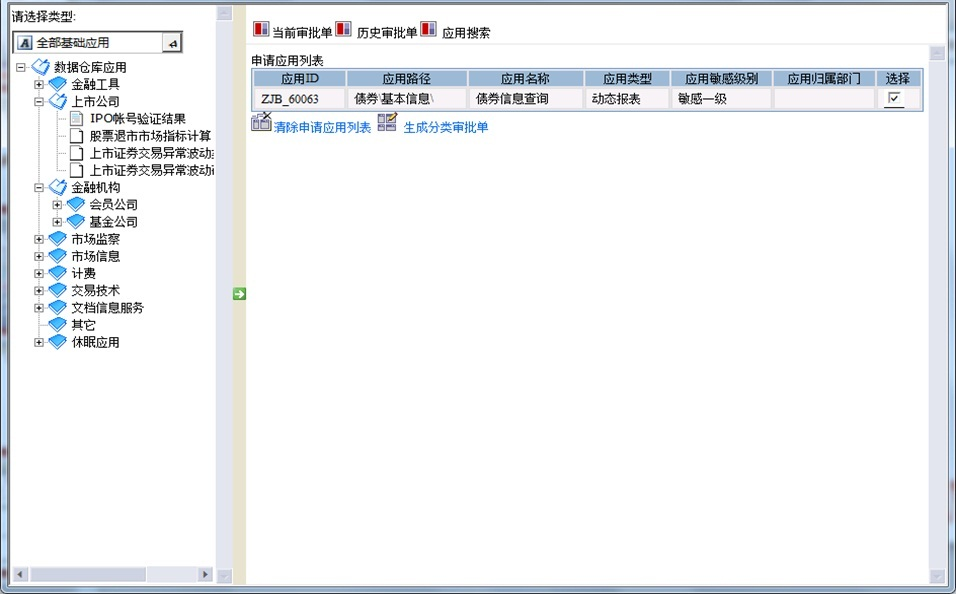 请选择类型:
全部基础应用
数据仓库应用
金融工具
上市公司
IPO帐号验证结果
股票退市市场指标计算
上市证券交易异常波动
上市证券交易异常波动
金融机构
会员公司
基金公司
市场监察
市场信息
计费
交易技术
文档信息服务
其它
休眠应用
当前审批单 历史审批单 应用搜索
申请应用列表
应用ID 应用路径 应用名称 应用类型 应用敏感级别 应用归属部门 选择
ZJB_60063 债券\基本信息\ 债券信息查询 动态报表 敏感一级
清除申请应用列表 生成分类审批单